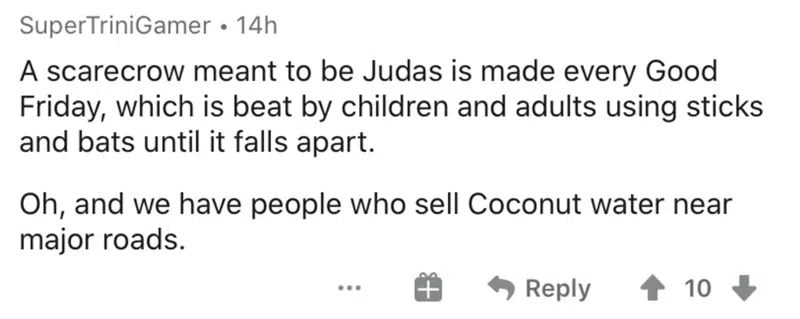 SuperTriniGamer • 14h
A scarecrow meant to be Judas is made every Good
Friday, which is beat by children and adults using sticks
and bats until it falls apart.
Oh, and we have people who sell Coconut water near
major roads.
... Reply 10